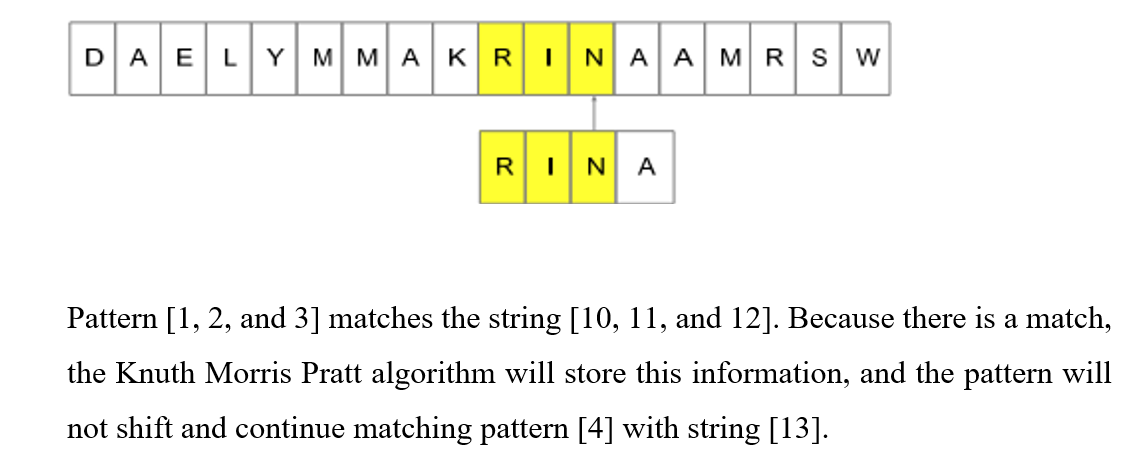 D A E L Y M M A K R I N A A M R S W
R I N A
Pattern [1, 2, and 3] matches the string [10, 11, and 12]. Because there is a match,
the Knuth Morris Pratt algorithm will store this information, and the pattern will
not shift and continue matching pattern [4] with string [13].